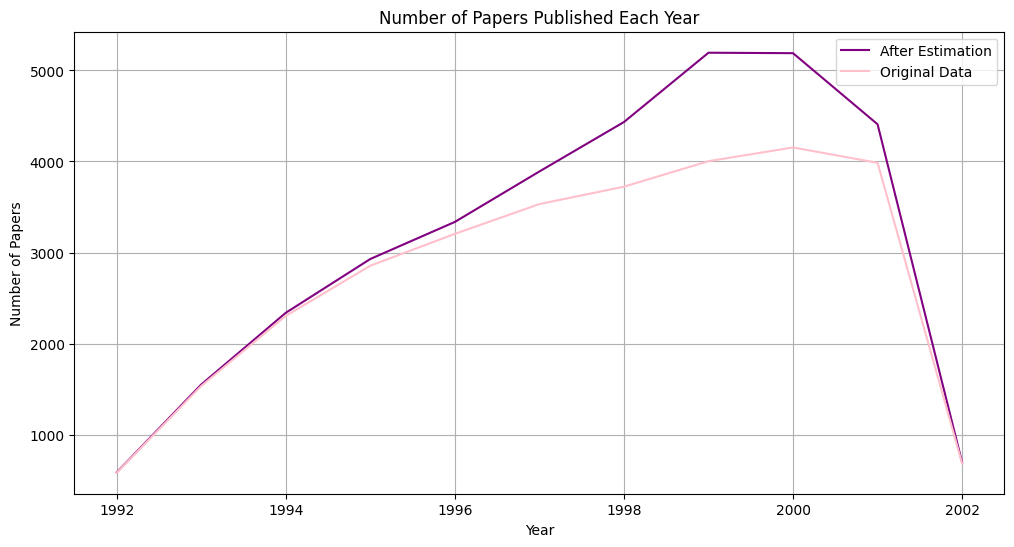 Number of Papers Published Each Year
After Estimation
Original Data
Number of Papers
5000
4000
3000
2000
1000
1992
1994
1996
1998
2000
2002
Year